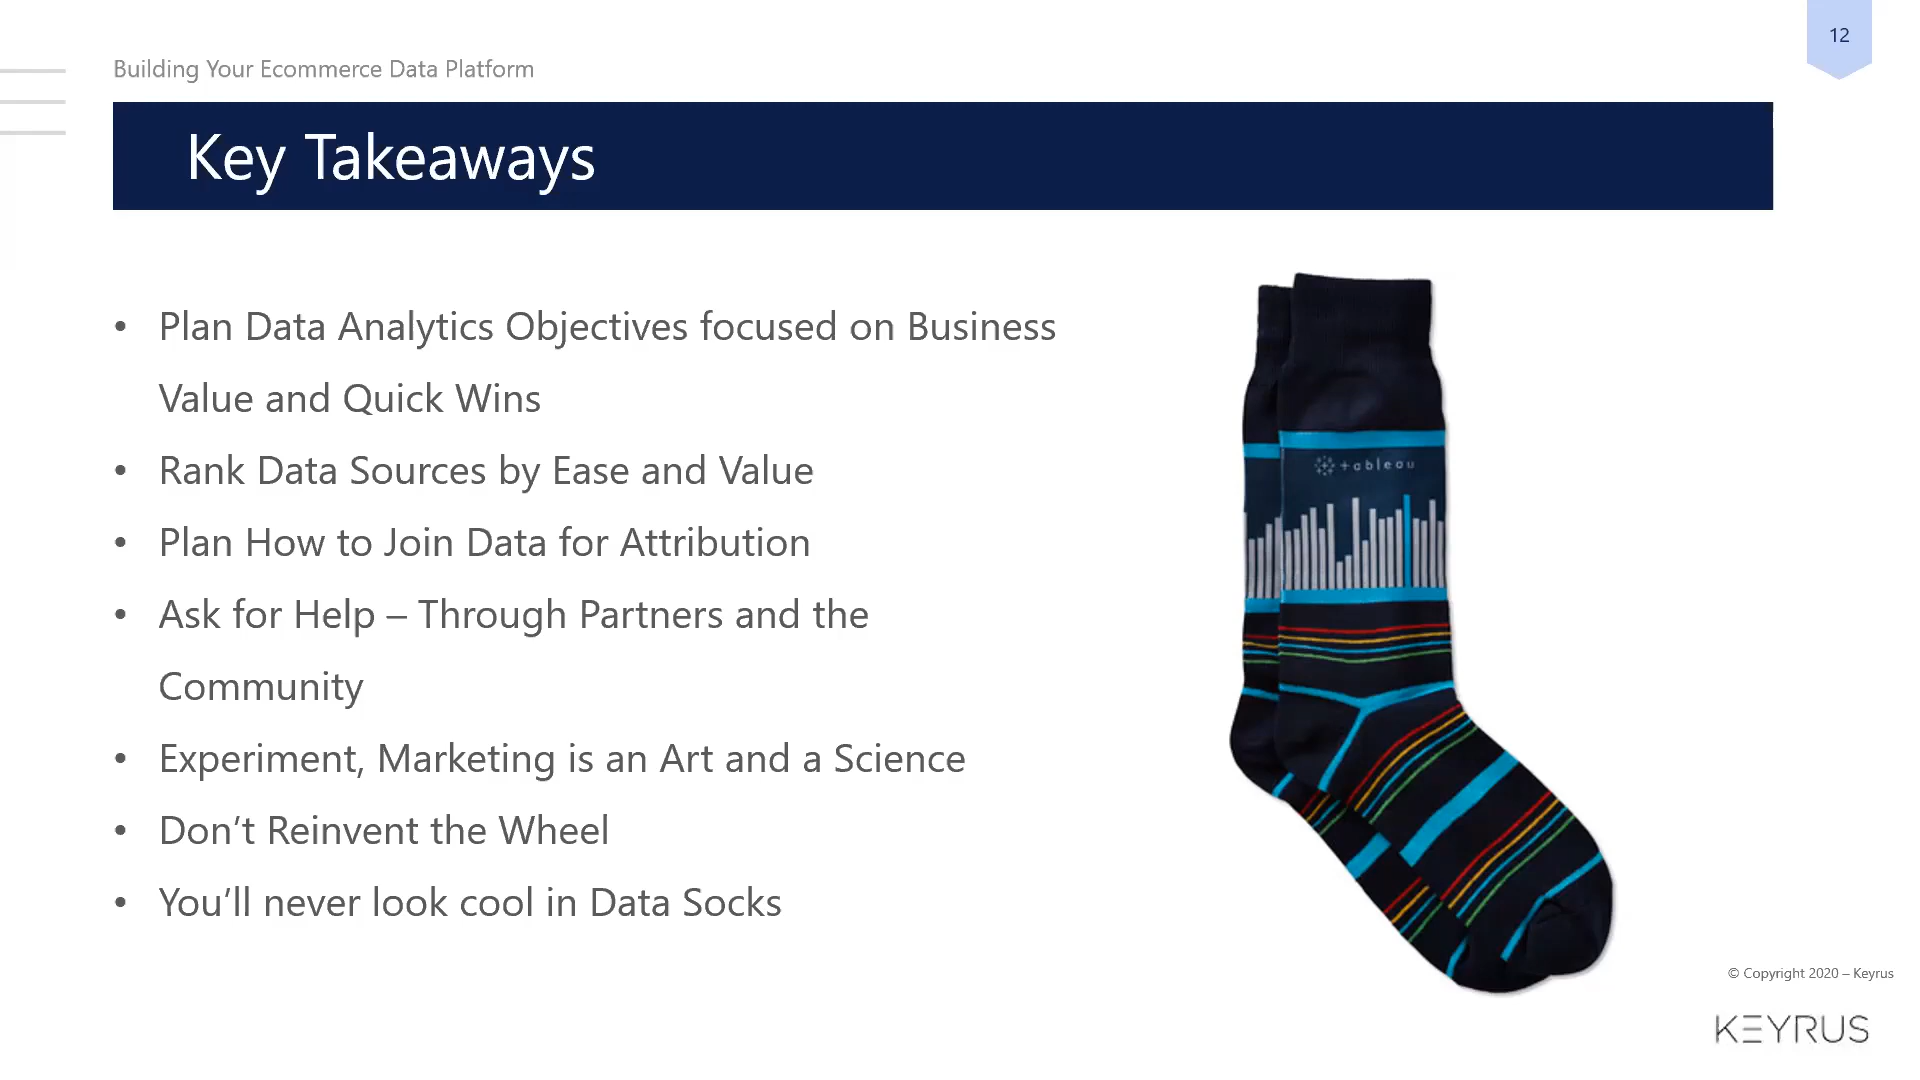 12
Building Your Ecommerce Data Platform
Key Takeaways
• Plan Data Analytics Objectives focused on Business
Value and Quick Wins
• Rank Data Sources by Ease and Value
• Plan How to Join Data for Attribution
• Ask for Help – Through Partners and the
Community
• Experiment, Marketing is an Art and a Science
• Don’t Reinvent the Wheel
• You’ll never look cool in Data Socks
+ableau
© Copyright 2020 – Keyrus
KEYRUS